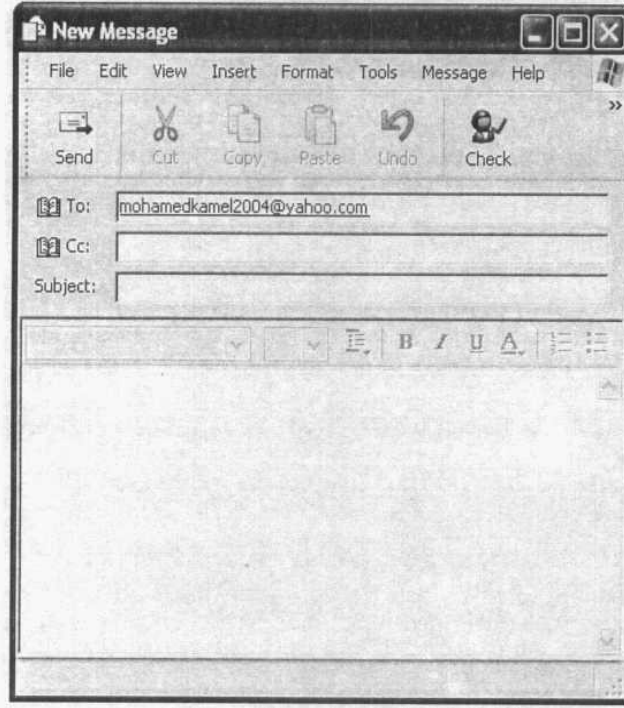 New Message
File Edit View Insert Format Tools Message Help
Send Cut Copy Paste Undo Check
To: mohamedkamel2004@yahoo.com
Cc:
Subject:
B I U A